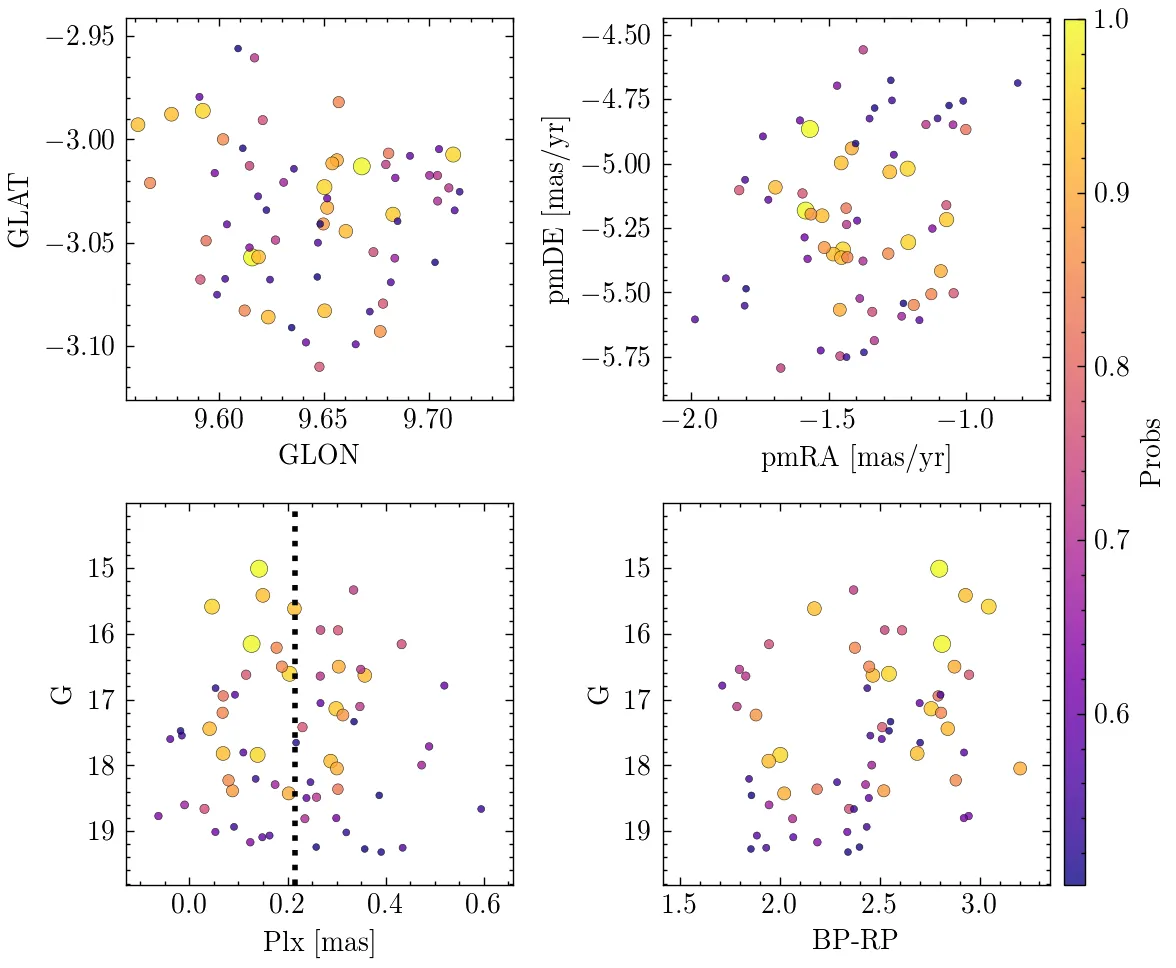 −2.95
−3.00
−3.05
−3.10
GLAT
9.60 9.65 9.70
GLON
−4.50
−4.75
−5.00
−5.25
−5.50
−5.75
pmDE [mas/yr]
−2.0 −1.5 −1.0
pmRA [mas/yr]
1.0
0.9
0.8
0.7
0.6
Probs
15
16
17
18
19
G
0.0 0.2 0.4 0.6
Plx [mas]
15
16
17
18
19
G
1.5 2.0 2.5 3.0
BP-RP